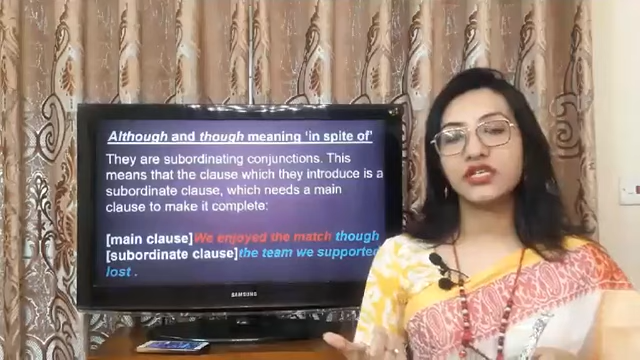 Although and though meaning 'in spite of'
They are subordinating conjunctions. This
means that the clause which they introduce is a
subordinate clause, which needs a main
clause to make it complete:
[main clause]We enjoyed the match though
[subordinate clause]the team we supported
lost .
SAMSUNG